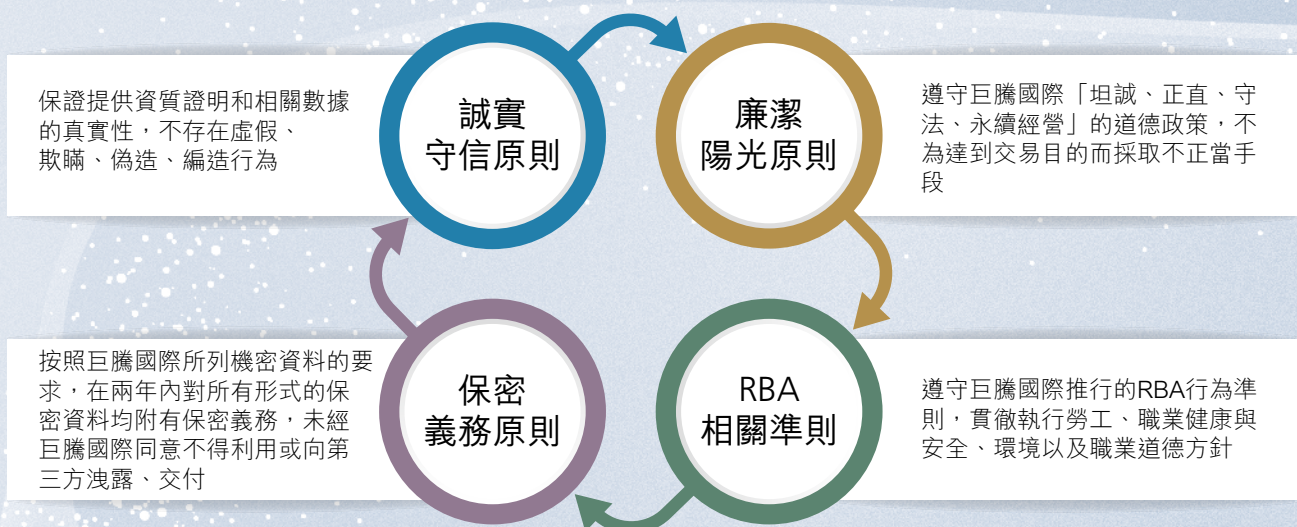 保證提供資質證明和相關數據
的真實性，不存在虛假、
欺瞞、偽造、編造行為
誠實
守信原則
廉潔
陽光原則
遵守巨騰國際「坦誠、正直、守
法、永續經營」的道德政策，不
為達到交易目的而採取不正當手
段
按照巨騰國際所列機密資料的要
求，在兩年內對所有形式的保
密資料均附有保密義務，未經
巨騰國際同意不得利用或向第
三方洩露、交付
保密
義務原則
RBA
相關準則
遵守巨騰國際推行的RBA行為準
則，貫徹執行勞工、職業健康與
安全、環境以及職業道德方針